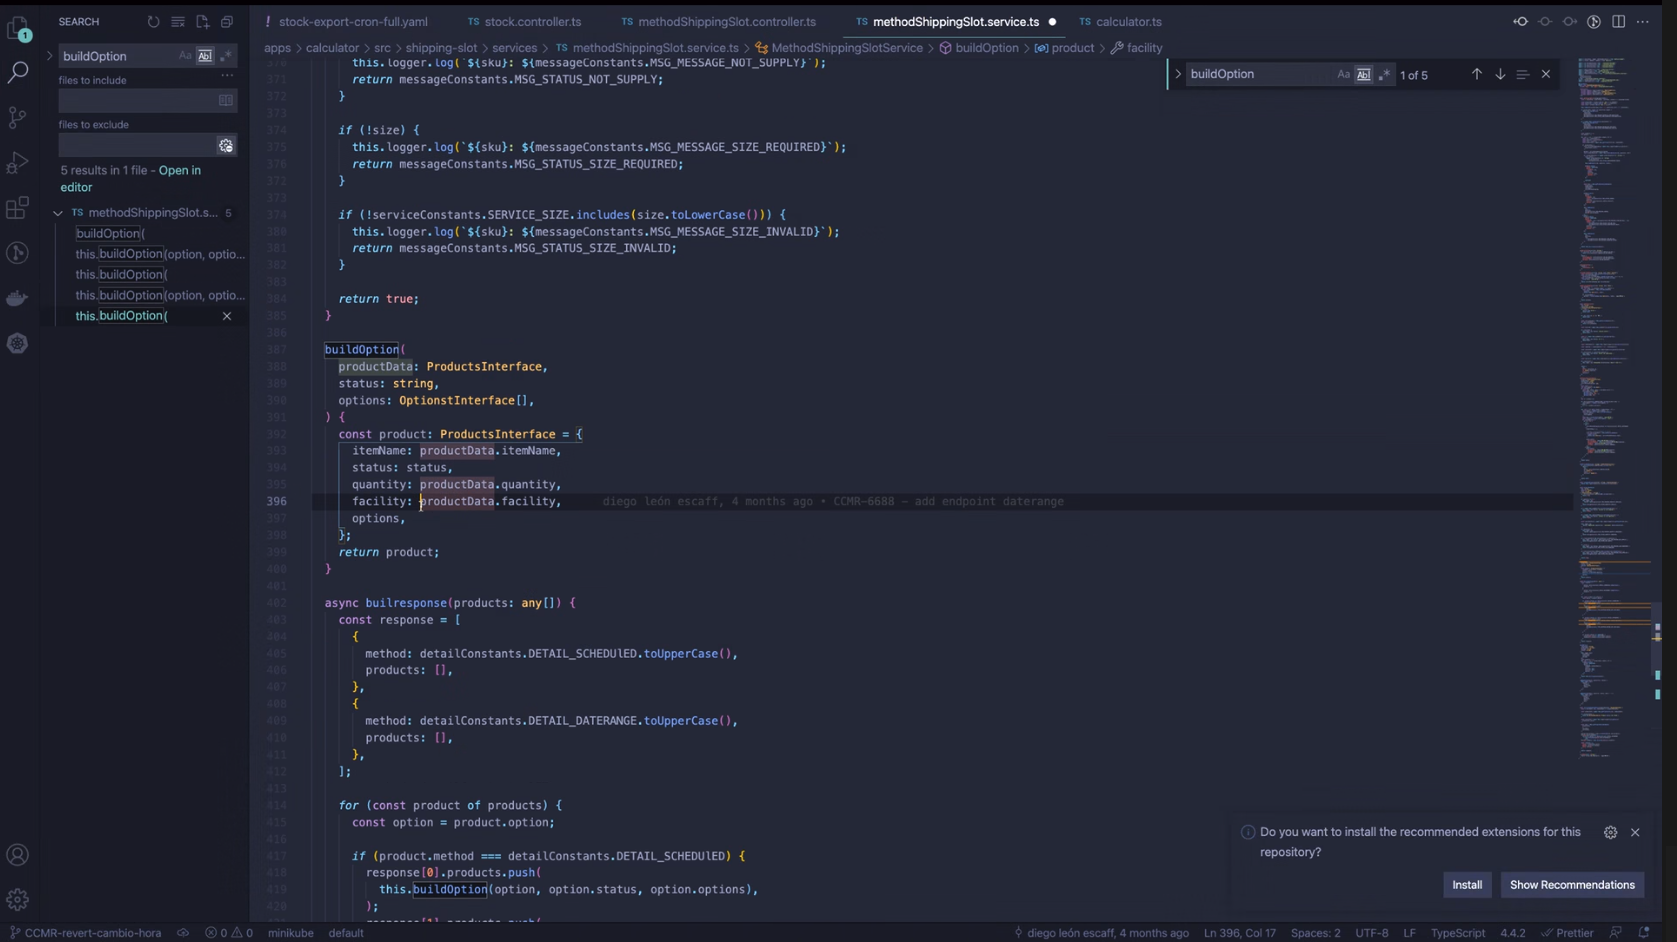 stock-export-cron-full.yaml
TS stock.controller.ts
TS methodShippingSlot.controller.ts
TS methodShippingSlot.service.ts
TS calculator.ts
SEARCH
1
buildOption
Aa
Ab
files to include
files to exclude
5 results in 1 file - Open in
editor
TS methodShippingSlot.s... 5
buildOption(
this.buildOption(option, optio...
this.buildOption(
this.buildOption(option, optio...
this.buildOption(
apps > calculator > src > shipping-slot > services > TS methodShippingSlot.service.ts > MethodShippingSlotService > buildOption > product > facility
buildOption
Aa
Ab
1 of 5
this.logger.log(`${sku}: ${messageConstants.MSG_MESSAGE_NOT_SUPPLY}`);
371 return messageConstants.MSG_STATUS_NOT_SUPPLY;
372 }
373
374 if (!size) {
375 this.logger.log(`${sku}: ${messageConstants.MSG_MESSAGE_SIZE_REQUIRED}`);
376 return messageConstants.MSG_STATUS_SIZE_REQUIRED;
}
if (!serviceConstants.SERVICE_SIZE.includes(size.toLowerCase())) {
380 this.logger.log(`${sku}: ${messageConstants.MSG_MESSAGE_SIZE_INVALID}`);
381 return messageConstants.MSG_STATUS_SIZE_INVALID;
382 }
383
384 return true;
385 }
386
387 buildOption(
388 productData: ProductsInterface,
389 status: string,
390 options: OptionstInterface[],
391 ) {
392 const product: ProductsInterface = {
393 itemName: productData.itemName,
394 status: status,
395 quantity: productData.quantity,
396 facility: productData.facility, diego león escaff, 4 months ago • CCMR-6688 – add endpoint daterange
397 options,
398 };
399 return product;
400 }
401
402 async builresponse(products: any[]) {
403 const response = [
404 {
405 method: detailConstants.DETAIL_SCHEDUlED.toUpperCase(),
406 products: [],
407 },
408 {
409 method: detailConstants.DETAIL_DATERANGE.toUpperCase(),
410 products: [],
411 },
412 ];
413
414 for (const product of products) {
415 const option = product.option;
416
417 if (product.method === detailConstants.DETAIL_SCHEDUlED) {
418 response[0].products.push(
419 this.buildOption(option, option.status, option.options),
420 );
response[1].products.push(
Do you want to install the recommended extensions for this
repository?
Install
Show Recommendations
CCMR-revert-cambio-hora
0
0
minikube
default
diego león escaff, 4 months ago
Ln 396, Col 17
Spaces: 2
UTF-8
LF
TypeScript
4.4.2
Prettier